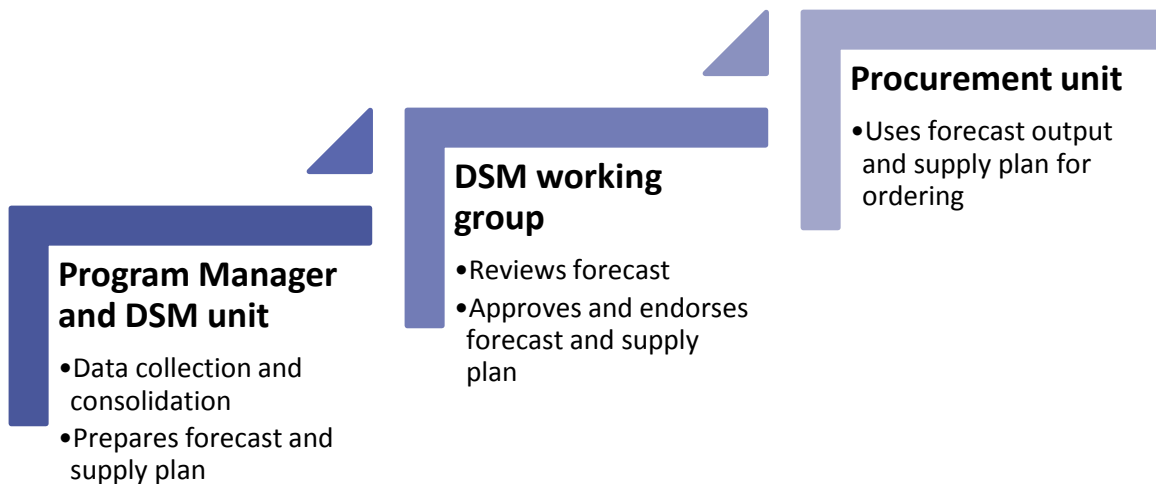 Program Manager
and DSM unit
•Data collection and
consolidation
•Prepares forecast and
supply plan
DSM working
group
•Reviews forecast
•Approves and endorses
forecast and supply
plan
Procurement unit
•Uses forecast output
and supply plan for
ordering